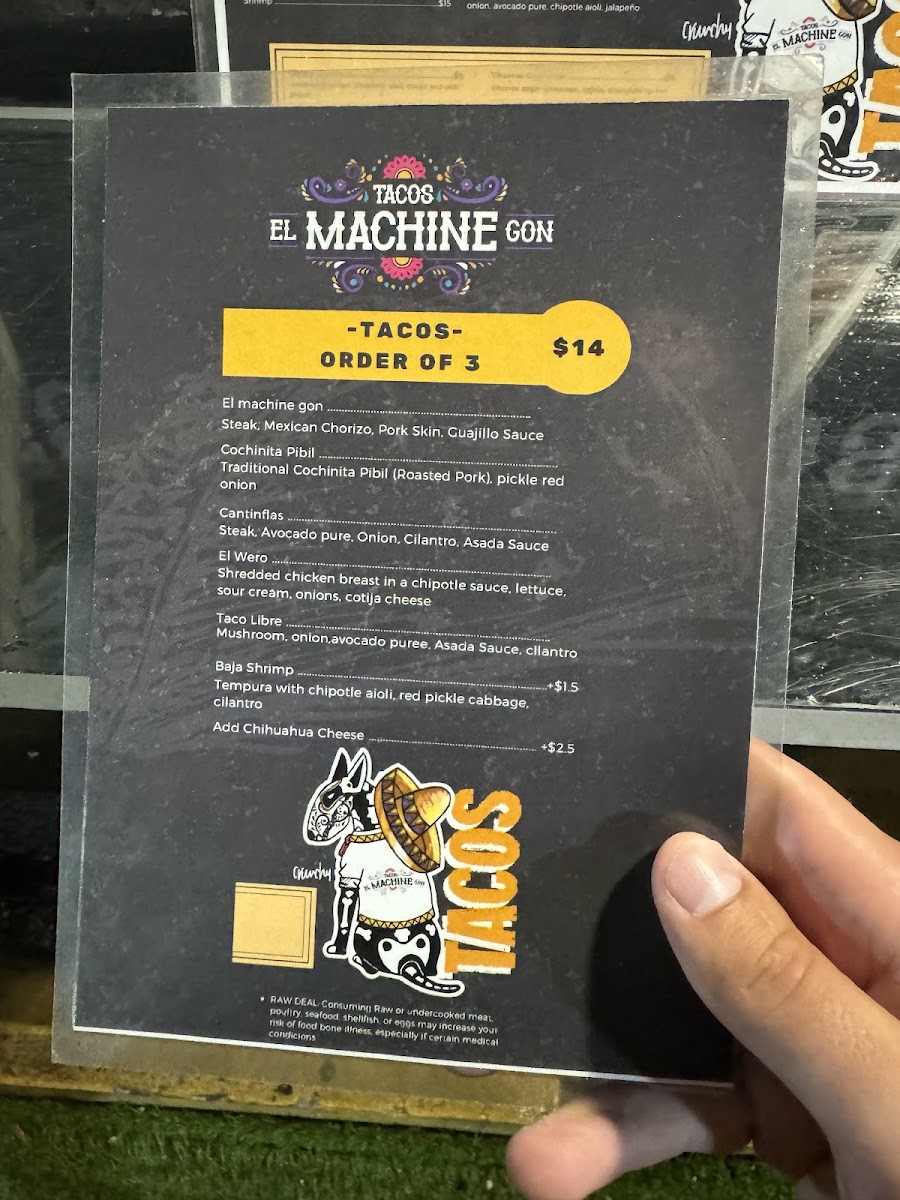 Shrimp $15
onion, avocado pure, chipotle aioli, jalapeño
Crunchy
TACOS
EL MACHINE GON
TACOS
EL MACHINE GON
-TACOS-
ORDER OF 3
$14
El machine gon
Steak, Mexican Chorizo, Pork Skin, Guajillo Sauce
Cochinita Pibil
Traditional Cochinita Pibil (Roasted Pork), pickle red
onion
Cantinflas
Steak, Avocado pure, Onion, Cilantro, Asada Sauce
El Wero
Shredded chicken breast in a chipotle sauce, lettuce,
sour cream, onions, cotija cheese
Taco Libre
Mushroom, onion,avocado puree, Asada Sauce, cilantro
Baja Shrimp +$1.5
Tempura with chipotle aioli, red pickle cabbage,
cilantro
Add Chihuahua Cheese +$2.5
Crunchy
TACOS
EL MACHINE GON
TACOS
• RAW DEAL: Consuming Raw or undercooked meat,
poultry, seafood, shellfish, or eggs may increase your
risk of food bone illness, especially if certain medical
condicions